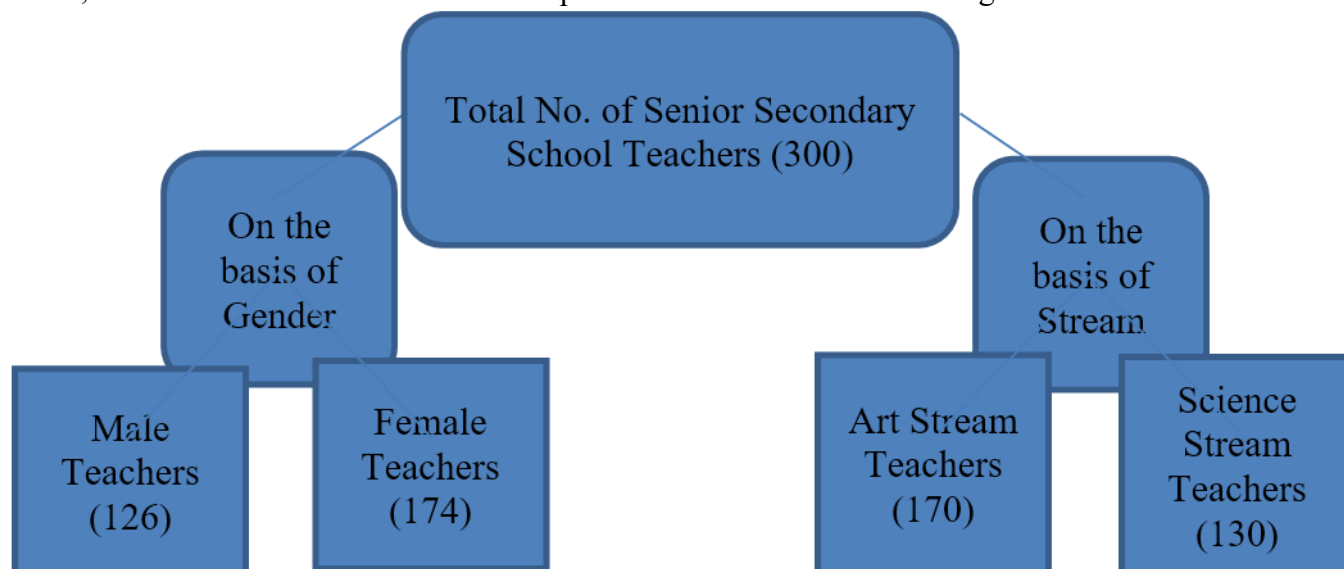 Total No. of Senior Secondary
School Teachers (300)
On the
basis of
Gender
On the
basis of
Stream
Male
Teachers
(126)
Female
Teachers
(174)
Art Stream
Teachers
(170)
Science
Stream
Teachers
(130)